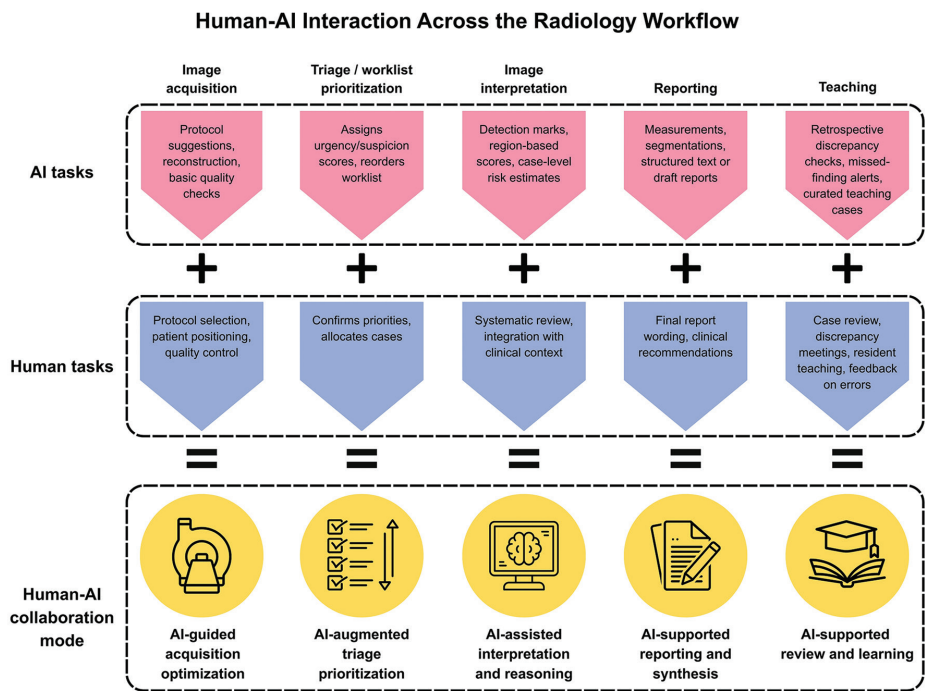 Human-AI Interaction Across the Radiology Workflow
Image
acquisition
Triage / worklist
prioritization
Image
interpretation
Reporting
Teaching
AI tasks
Protocol
suggestions,
reconstruction,
basic quality
checks
Assigns
urgency/suspicion
scores, reorders
worklist
Detection marks,
region-based
scores, case-level
risk estimates
Measurements,
segmentations,
structured text or
draft reports
Retrospective
discrepancy
checks, missed-
finding alerts,
curated teaching
cases
+
+
+
+
+
Human tasks
Protocol selection,
patient positioning,
quality control
Confirms priorities,
allocates cases
Systematic review,
integration with
clinical context
Final report
wording, clinical
recommendations
Case review,
discrepancy
meetings, resident
teaching, feedback
on errors
=
=
=
=
=
Human-AI
collaboration
mode
AI-guided
acquisition
optimization
AI-augmented
triage
prioritization
AI-assisted
interpretation
and reasoning
AI-supported
reporting and
synthesis
AI-supported
review and learning